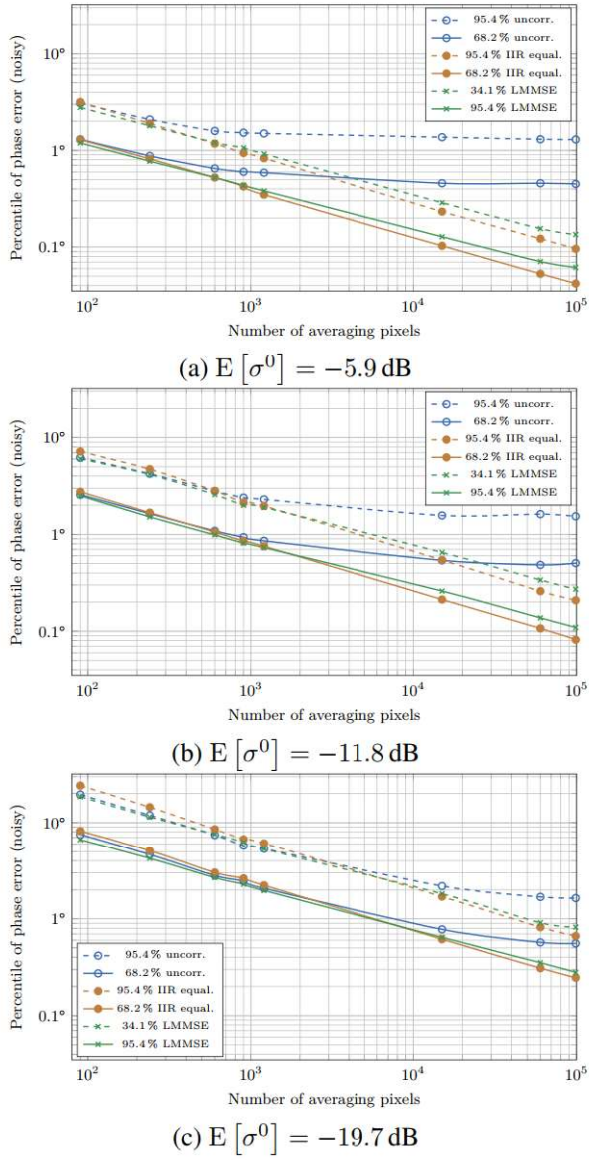 95.4 % uncorr.
68.2 % uncorr.
95.4 % IIR equal.
68.2 % IIR equal.
34.1 % LMMSE
95.4 % LMMSE
Percentile of phase error (noisy)
10°
1°
0.1°
10²
10³
10⁴
10⁵
Number of averaging pixels
(a) E [σ⁰] = −5.9 dB
95.4 % uncorr.
68.2 % uncorr.
95.4 % IIR equal.
68.2 % IIR equal.
34.1 % LMMSE
95.4 % LMMSE
Percentile of phase error (noisy)
10°
1°
0.1°
10²
10³
10⁴
10⁵
Number of averaging pixels
(b) E [σ⁰] = −11.8 dB
Percentile of phase error (noisy)
10°
1°
0.1°
95.4 % uncorr.
68.2 % uncorr.
95.4 % IIR equal.
68.2 % IIR equal.
34.1 % LMMSE
95.4 % LMMSE
10²
10³
10⁴
10⁵
Number of averaging pixels
(c) E [σ⁰] = −19.7 dB